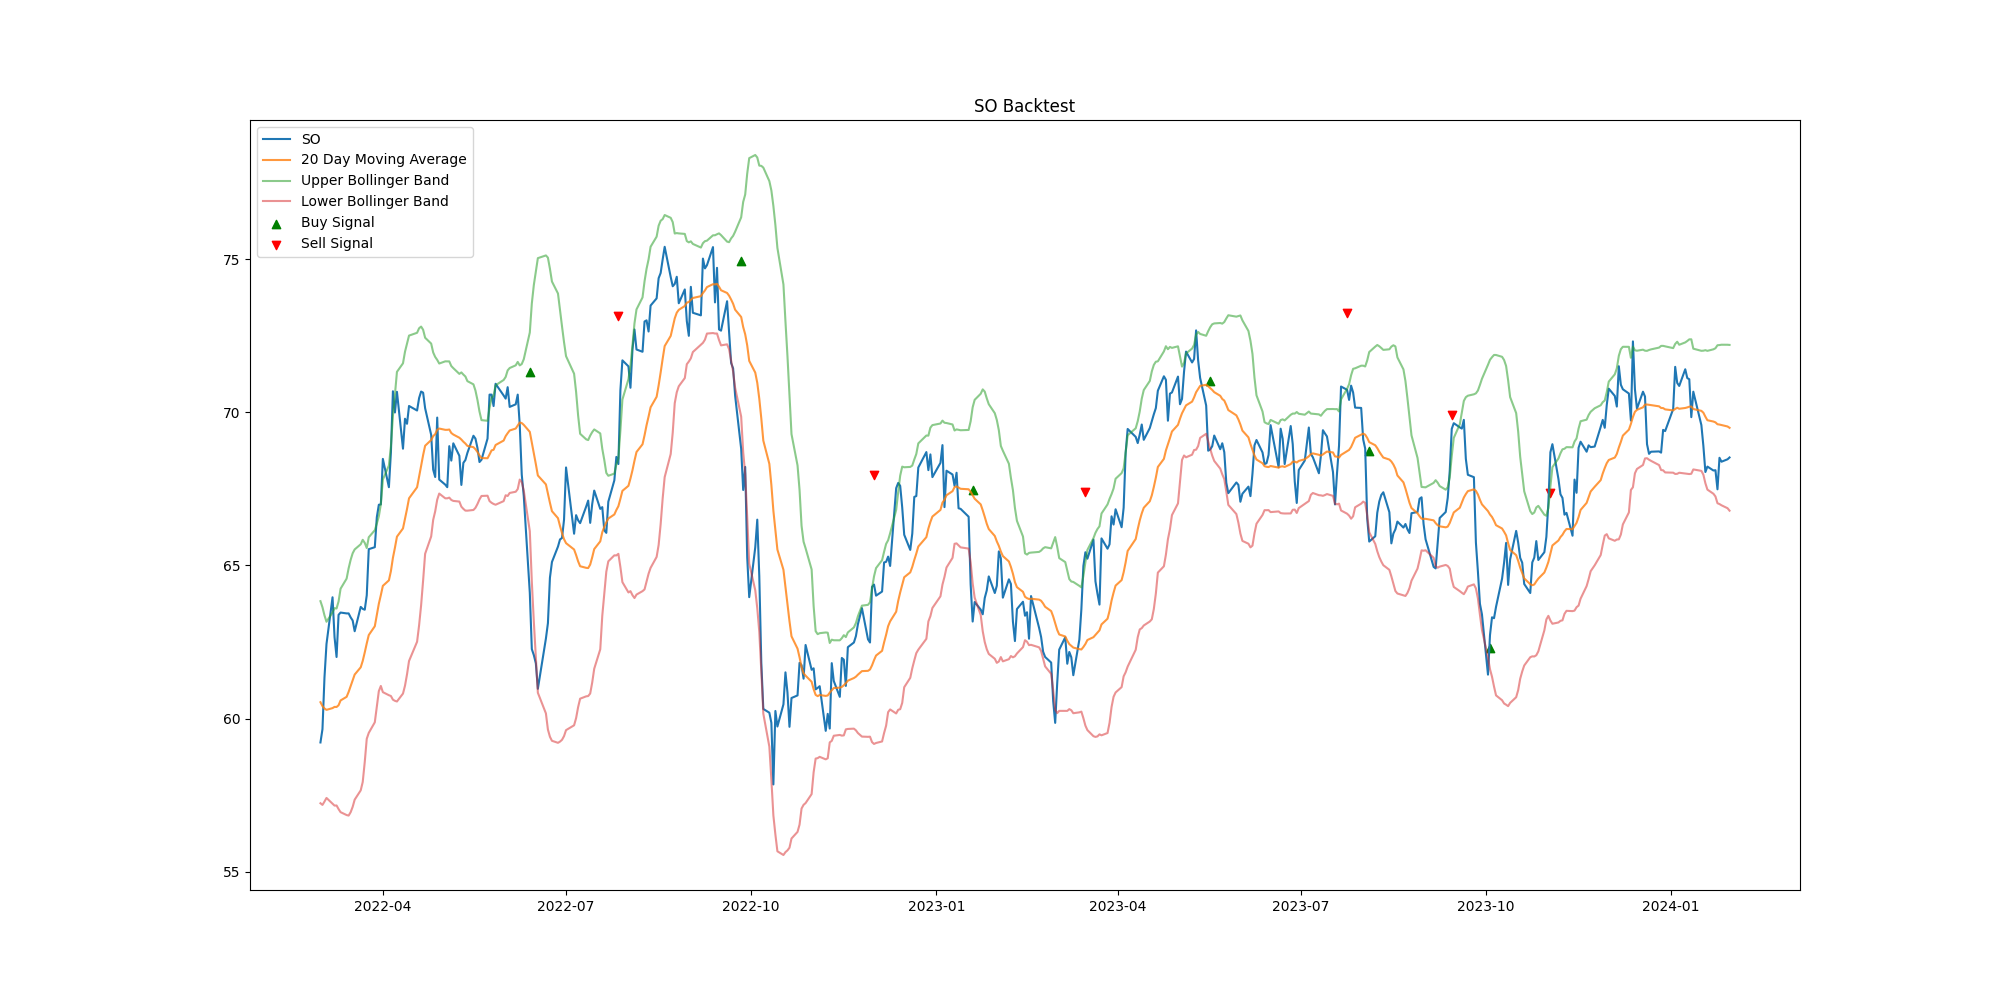 SO Backtest
SO
20 Day Moving Average
Upper Bollinger Band
Lower Bollinger Band
Buy Signal
Sell Signal
75
70
65
60
55
2022-04
2022-07
2022-10
2023-01
2023-04
2023-07
2023-10
2024-01